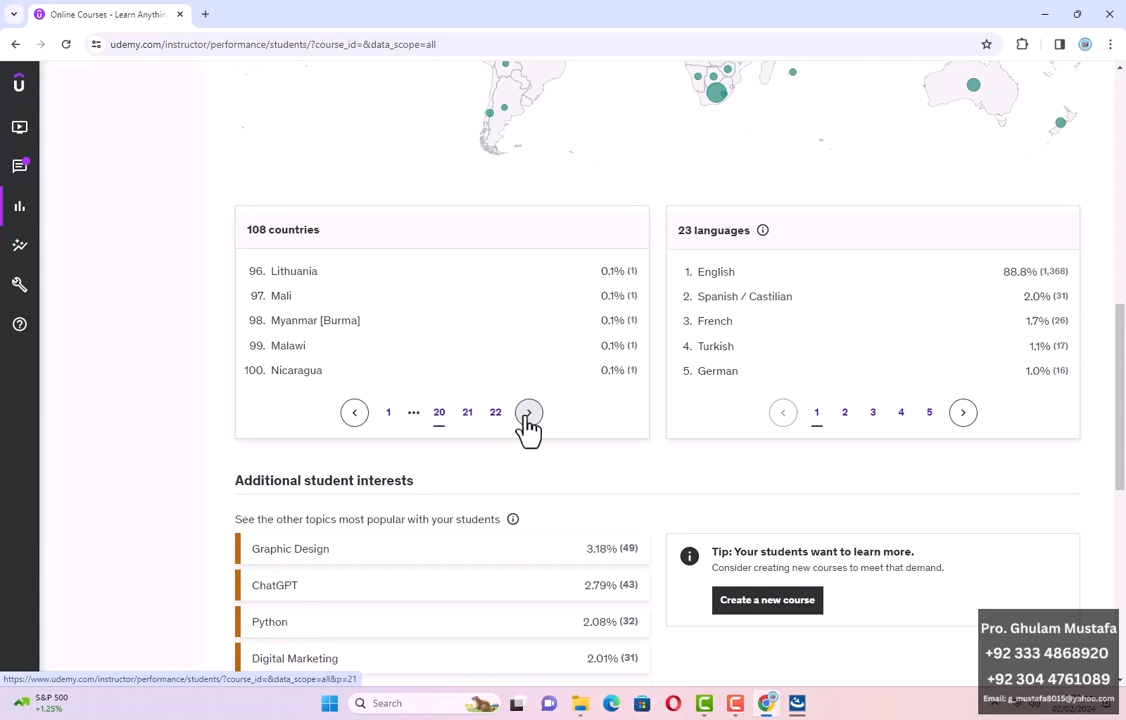 Online Courses - Learn Anythin
udemy.com/instructor/performance/students/?course_id=&data_scope=all
108 countries
96. Lithuania 0.1% (1)
97. Mali 0.1% (1)
98. Myanmar [Burma] 0.1% (1)
99. Malawi 0.1% (1)
100. Nicaragua 0.1% (1)
1 ••• 20 21 22
23 languages
1. English 88.8% (1,368)
2. Spanish / Castilian 2.0% (31)
3. French 1.7% (26)
4. Turkish 1.1% (17)
5. German 1.0% (16)
1 2 3 4 5
Additional student interests
See the other topics most popular with your students
Graphic Design 3.18% (49)
ChatGPT 2.79% (43)
Python 2.08% (32)
Digital Marketing 2.01% (31)
Tip: Your students want to learn more.
Consider creating new courses to meet that demand.
Create a new course
Pro. Ghulam Mustafa
+92 333 4868920
+92 304 4761089
Email: g_mustafa8015@yahoo.com
https://www.udemy.com/instructor/performance/students/?course_id=&data_scope=all&p=21
S&P 500
+1.25%
Search
02/02/2024